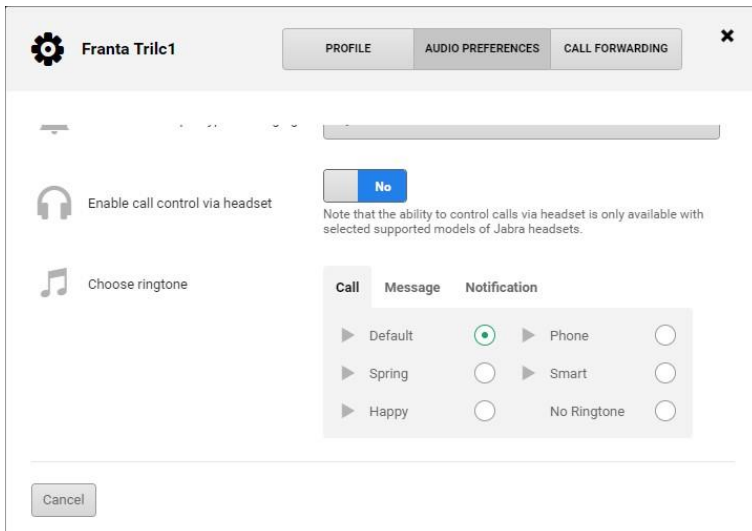 Franta Trilc1
PROFILE
AUDIO PREFERENCES
CALL FORWARDING
Enable call control via headset
No
Note that the ability to control calls via headset is only available with
selected supported models of Jabra headsets.
Choose ringtone
Call Message Notification
Default Phone
Spring Smart
Happy No Ringtone
Cancel